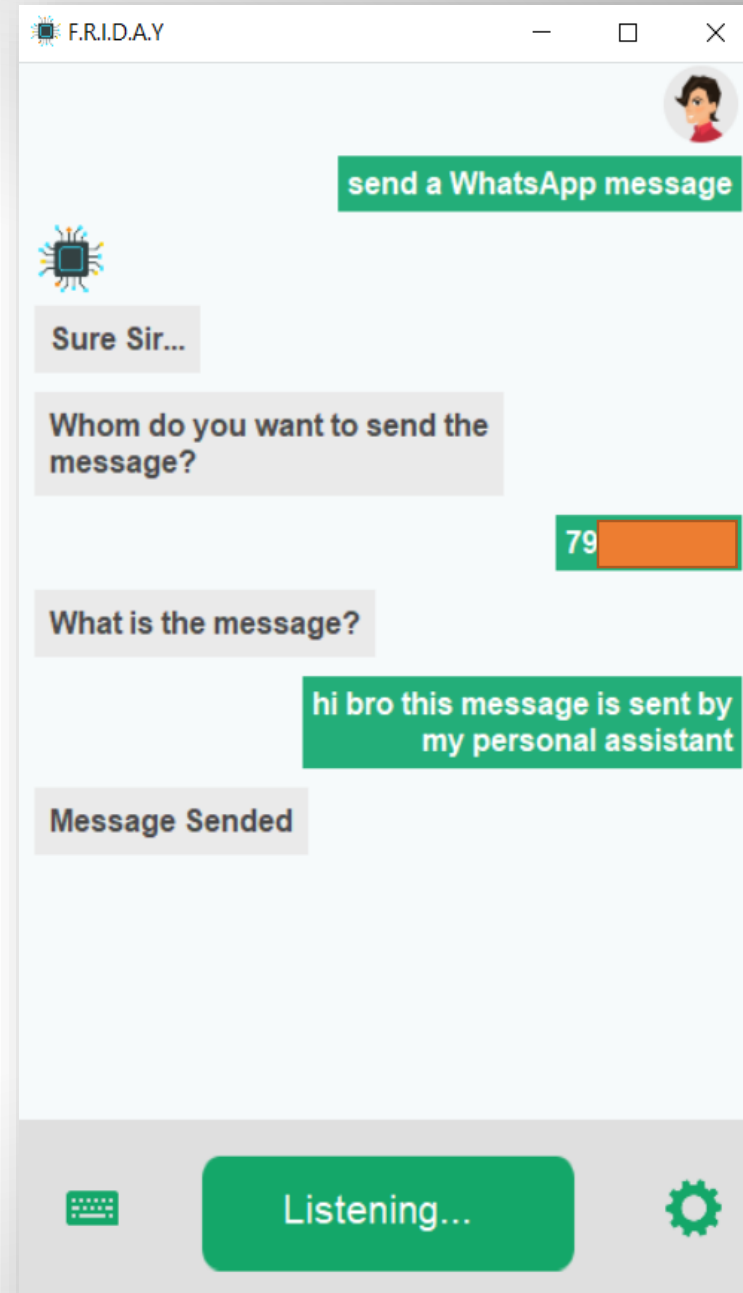 F.R.I.D.A.Y
send a WhatsApp message
Sure Sir...
Whom do you want to send the
message?
79
What is the message?
hi bro this message is sent by
my personal assistant
Message Sended
Listening...